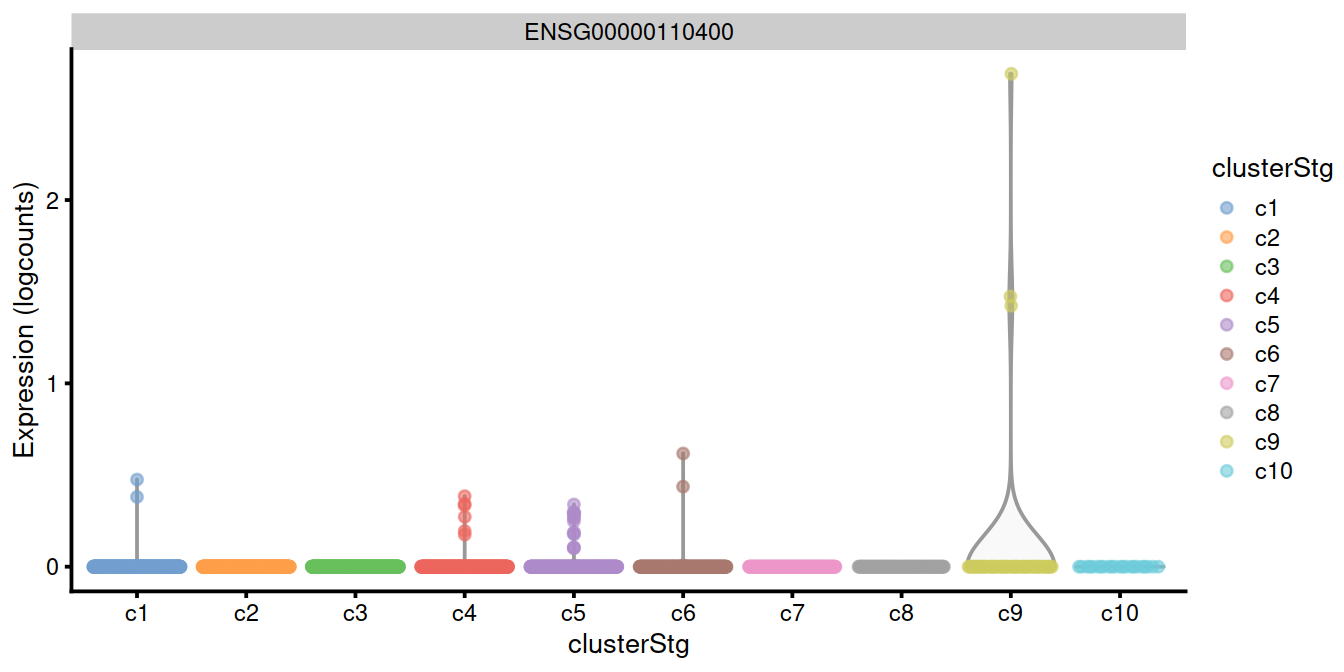 ENSG00000110400
Expression (logcounts)
2
1
0
c1 c2 c3 c4 c5 c6 c7 c8 c9 c10
clusterStg
clusterStg
c1
c2
c3
c4
c5
c6
c7
c8
c9
c10